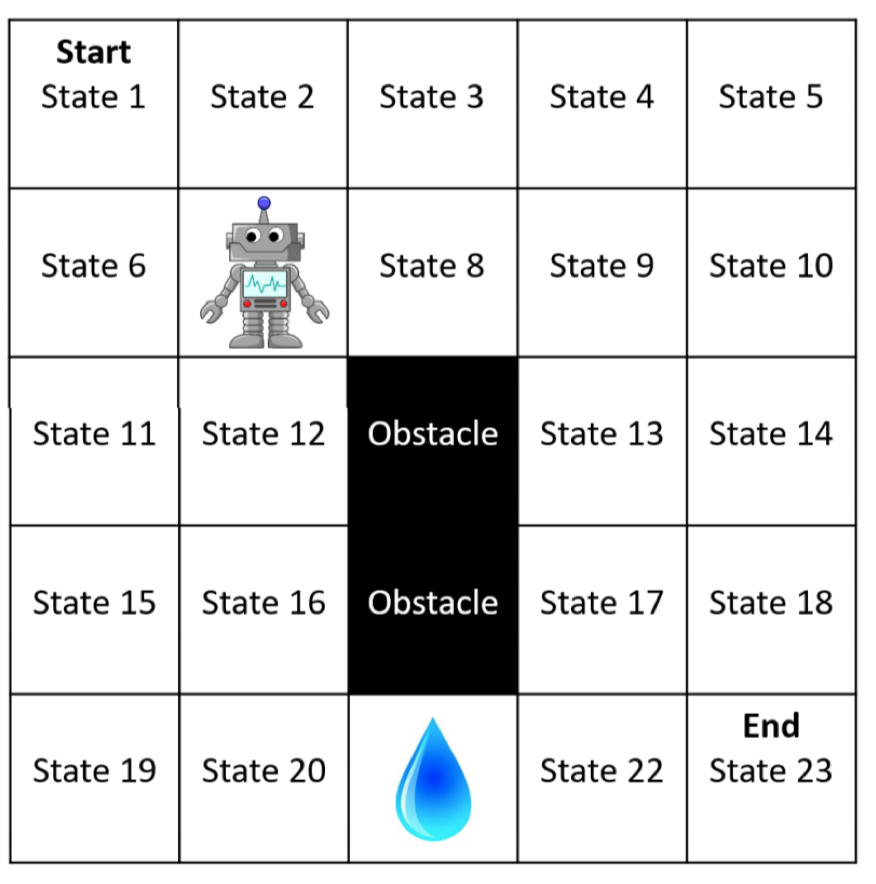 Start
State 1
State 2
State 3
State 4
State 5
State 6
State 8
State 9
State 10
State 11
State 12
Obstacle
State 13
State 14
State 15
State 16
Obstacle
State 17
State 18
State 19
State 20
State 22
End
State 23